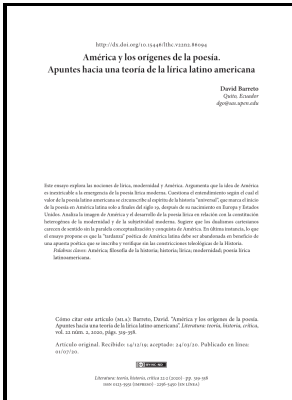 http://dx.doi.org/10.15446/lthc.v22n2.86094
América y los orígenes de la poesía.
Apuntes hacia una teoría de la lírica latino americana
David Barreto
Quito, Ecuador
dgo@sas.upen.edu
Este ensayo explora las nociones de lírica, modernidad y América. Argumenta que la idea de América
es inextricable a la emergencia de la poesía lírica moderna. Cuestiona el entendimiento según el cual el
valor de la poesía latino americana es circunscrito al espíritu de la historia "universal", que marca el inicio
de la poesía en América latina solo a finales del siglo 19, después de su nacimiento en Europa y Estados
Unidos. Analiza la imagen de América y el desarrollo de la poesía lírica en relación con la constitución
heterogénea de la modernidad y de la subjetividad moderna. Sugiere que los dualismos cartesianos
carecen de sentido sin la paralela conceptualización y conquista de América. En última instancia, lo que
el ensayo propone es que la "tardanza" poética de América latina debe ser abandonada en beneficio de
una apuesta poética que se inscriba y verifique sin las constricciones teleológicas de la Historia.
Palabras claves: América; filosofía de la historia; historia; lírica; modernidad; poesía lírica
latinoamericana.
Cómo citar este artículo (MLA): Barreto, David. "América y los orígenes de la poesía.
Apuntes hacia una teoría de la lírica latino americana". Literatura: teoría, historia, crítica,
vol. 22 núm. 2, 2020, págs. 319-358.
Artículo original. Recibido: 14/12/19; aceptado: 24/03/20. Publicado en línea:
01/07/20.
Literatura: teoría, historia, crítica 22·2 (2020) · pp. 319-358
ISSN 0123-5931 (IMPRESO) · 2256-5450 (EN LÍNEA)